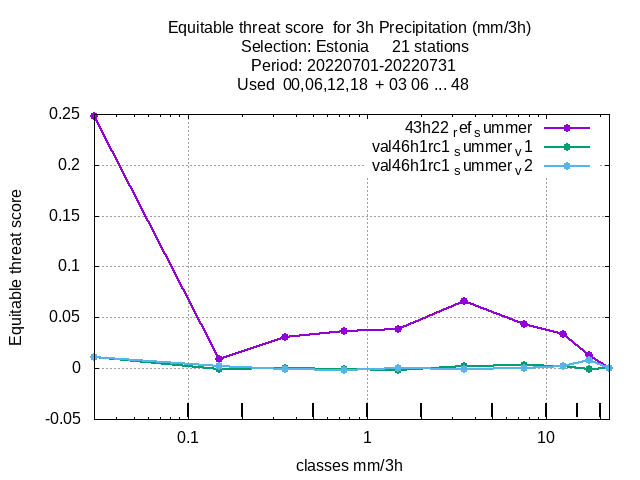 Equitable threat score  for 3h Precipitation (mm/3h)
Selection: Estonia     21 stations
Period: 20220701-20220731
Used  00,06,12,18  + 03 06 ... 48
43h22 ref summer
val46h1rc1 summer v1
val46h1rc1 summer v2
0.25
0.2
0.15
0.1
0.05
0
-0.05
Equitable threat score
0.1
1
10
classes mm/3h